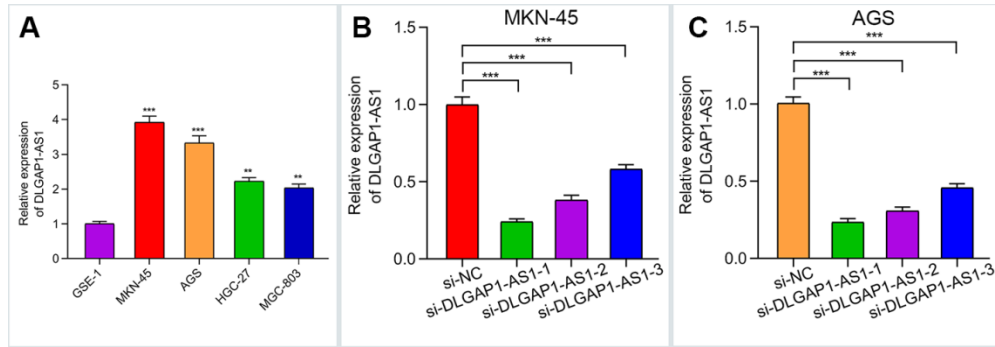 A
Relative expression
of DLGAP1-AS1
5
4
3
2
1
0
***
***
**
**
GSE-1
MKN-45
AGS
HGC-27
MGC-803
B
MKN-45
Relative expression
of DLGAP1-AS1
1.5
1.0
0.5
0.0
***
***
***
si-NC
si-DLGAP1-AS1-1
si-DLGAP1-AS1-2
si-DLGAP1-AS1-3
C
AGS
Relative expression
of DLGAP1-AS1
1.5
1.0
0.5
0.0
***
***
***
si-NC
si-DLGAP1-AS1-1
si-DLGAP1-AS1-2
si-DLGAP1-AS1-3